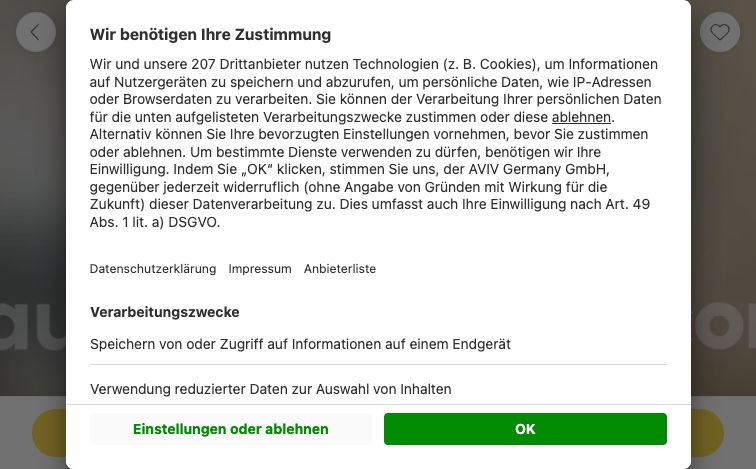 Wir benötigen Ihre Zustimmung
Wir und unsere 207 Drittanbieter nutzen Technologien (z. B. Cookies), um Informationen
auf Nutzergeräten zu speichern und abzurufen, um persönliche Daten, wie IP-Adressen
oder Browserdaten zu verarbeiten. Sie können der Verarbeitung Ihrer persönlichen Daten
für die unten aufgelisteten Verarbeitungszwecke zustimmen oder diese ablehnen.
Alternativ können Sie Ihre bevorzugten Einstellungen vornehmen, bevor Sie zustimmen
oder ablehnen. Um bestimmte Dienste verwenden zu dürfen, benötigen wir Ihre
Einwilligung. Indem Sie „OK“ klicken, stimmen Sie uns, der AVIV Germany GmbH,
gegenüber jederzeit widerruflich (ohne Angabe von Gründen mit Wirkung für die
Zukunft) dieser Datenverarbeitung zu. Dies umfasst auch Ihre Einwilligung nach Art. 49
Abs. 1 lit. a) DSGVO.
Datenschutzerklärung Impressum Anbieterliste
Verarbeitungszwecke
Speichern von oder Zugriff auf Informationen auf einem Endgerät
Verwendung reduzierter Daten zur Auswahl von Inhalten
Einstellungen oder ablehnen OK